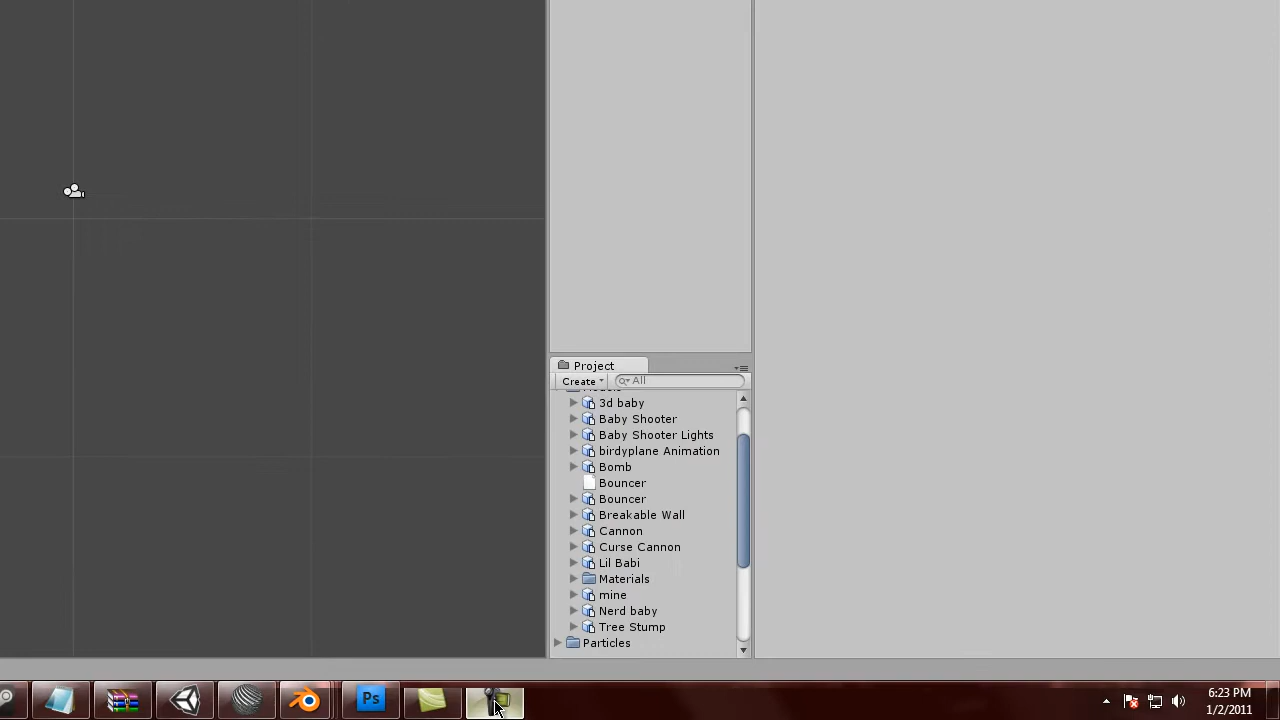 Project
Create
All
3d baby
Baby Shooter
Baby Shooter Lights
birdyplane Animation
Bomb
Bouncer
Bouncer
Breakable Wall
Cannon
Curse Cannon
Lil Babi
Materials
mine
Nerd baby
Tree Stump
Particles
Ps
6:23 PM
1/2/2011